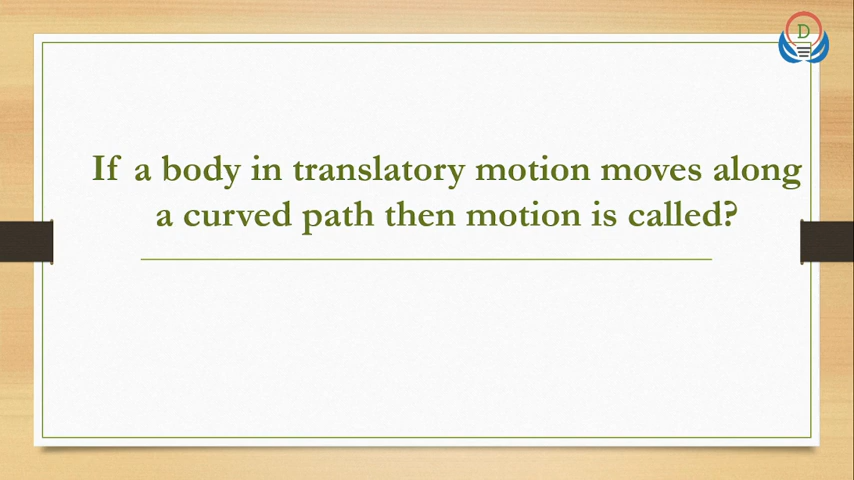 D
If a body in translatory motion moves along
a curved path then motion is called?